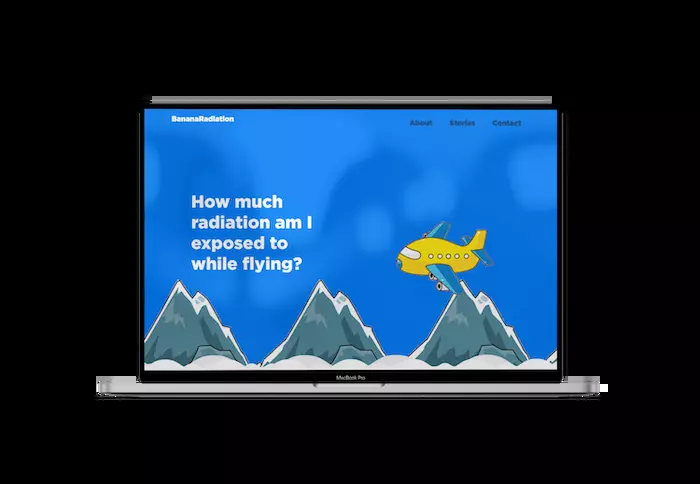 BananaRadiation
About Stories Contact
How much
radiation am I
exposed to
while flying?
MacBook Pro